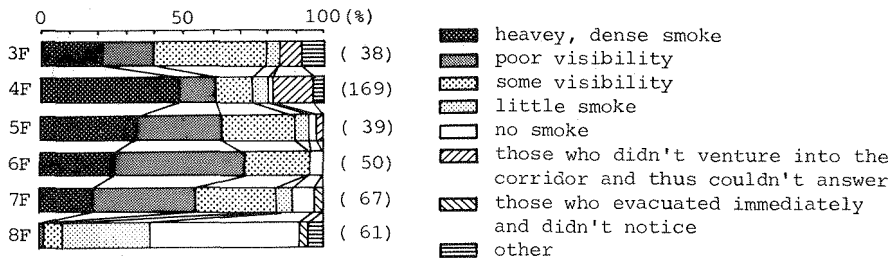 0 50 100 (%)
3F ( 38)
4F (169)
5F ( 39)
6F ( 50)
7F ( 67)
8F ( 61)
heavey, dense smoke
poor visibility
some visibility
little smoke
no smoke
those who didn't venture into the
corridor and thus couldn't answer
those who evacuated immediately
and didn't notice
other